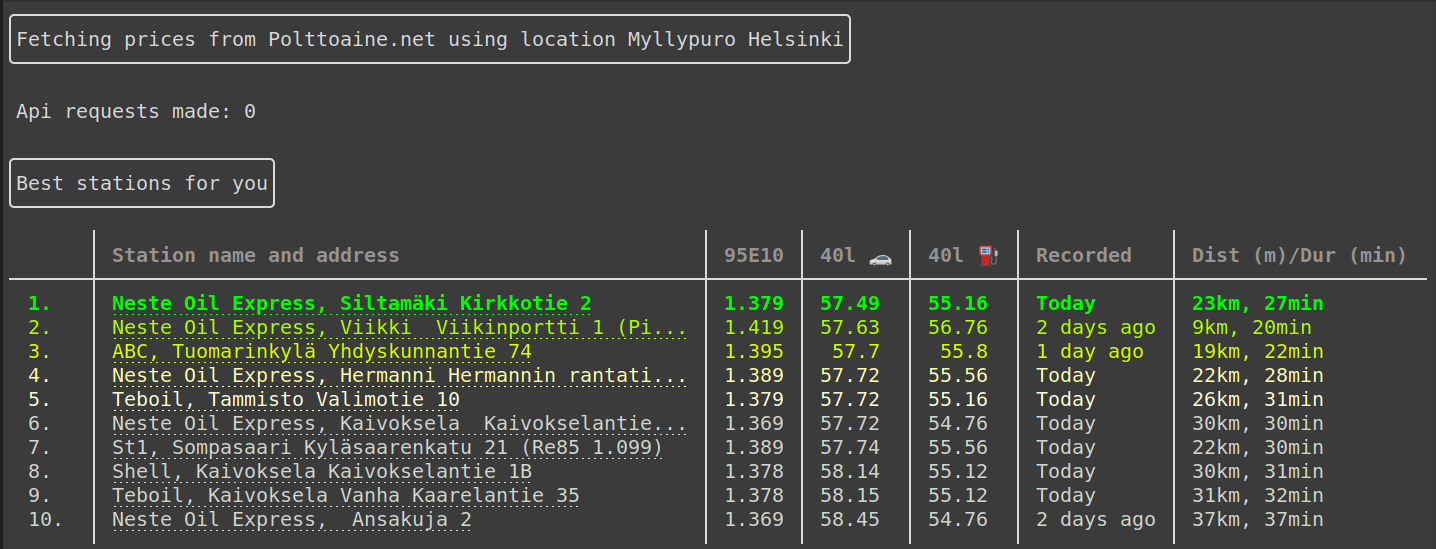 Fetching prices from Polttoaine.net using location Myllypuro Helsinki
Api requests made: 0
Best stations for you
Station name and address 95E10 40l 🚗 40l ⛽ Recorded Dist (m)/Dur (min)
1. Neste Oil Express, Siltamäki Kirkkotie 2 1.379 57.49 55.16 Today 23km, 27min
2. Neste Oil Express, Viikki  Viikinportti 1 (Pi... 1.419 57.63 56.76 2 days ago 9km, 20min
3. ABC, Tuomarinkylä Yhdyskunnantie 74 1.395 57.7 55.8 1 day ago 19km, 22min
4. Neste Oil Express, Hermanni Hermannin rantati... 1.389 57.72 55.56 Today 22km, 28min
5. Teboil, Tammisto Valimotie 10 1.379 57.72 55.16 Today 26km, 31min
6. Neste Oil Express, Kaivoksela  Kaivokselantie... 1.369 57.72 54.76 Today 30km, 30min
7. St1, Sompasaari Kyläsaarenkatu 21 (Re85 1.099) 1.389 57.74 55.56 Today 22km, 30min
8. Shell, Kaivoksela Kaivokselantie 1B 1.378 58.14 55.12 Today 30km, 31min
9. Teboil, Kaivoksela Vanha Kaarelantie 35 1.378 58.15 55.12 Today 31km, 32min
10. Neste Oil Express,  Ansakuja 2 1.369 58.45 54.76 2 days ago 37km, 37min